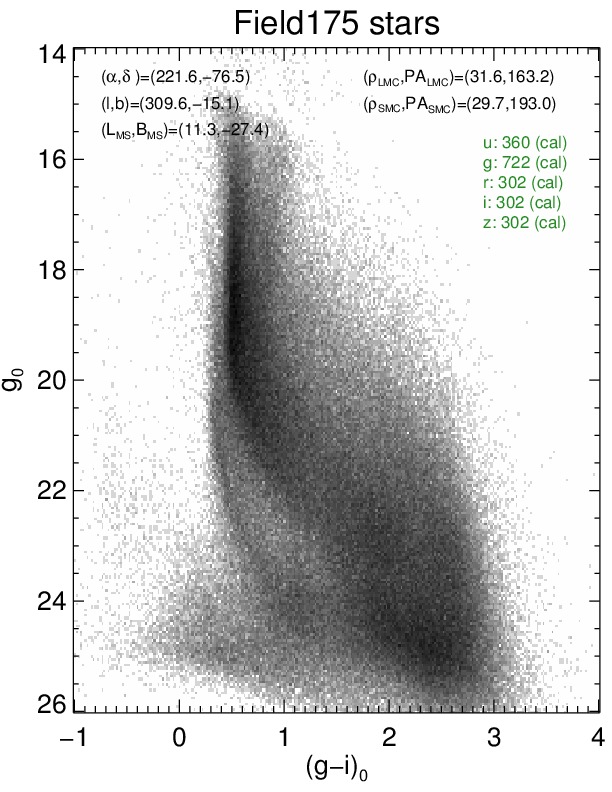 Field175 stars
(α,δ )=(221.6,−76.5)
(ρLMC,PALMC)=(31.6,163.2)
(l,b)=(309.6,−15.1)
(ρSMC,PASMC)=(29.7,193.0)
(LMS,BMS)=(11.3,−27.4)
u: 360 (cal)
g: 722 (cal)
r: 302 (cal)
i: 302 (cal)
z: 302 (cal)
14
16
18
20
22
24
26
g0
−1 0 1 2 3 4
(g−i)0